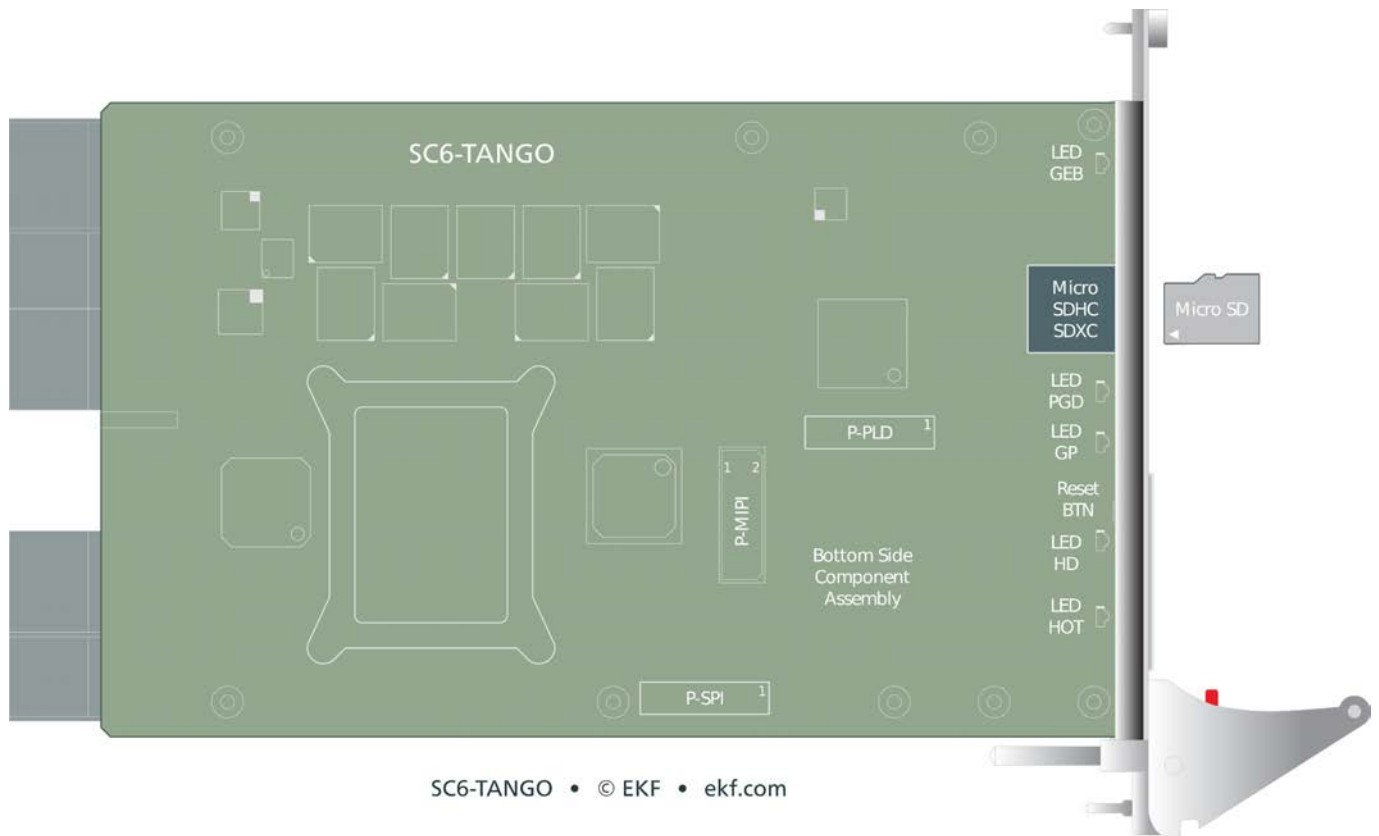 SC6-TANGO
LED
GEB
Micro
SDHC
SDXC
Micro SD
LED
PGD
LED
GP
P-PLD 1
1 2
P-MIPI
Reset
BTN
LED
HD
Bottom Side
Component
Assembly
LED
HOT
P-SPI 1
SC6-TANGO • © EKF • ekf.com